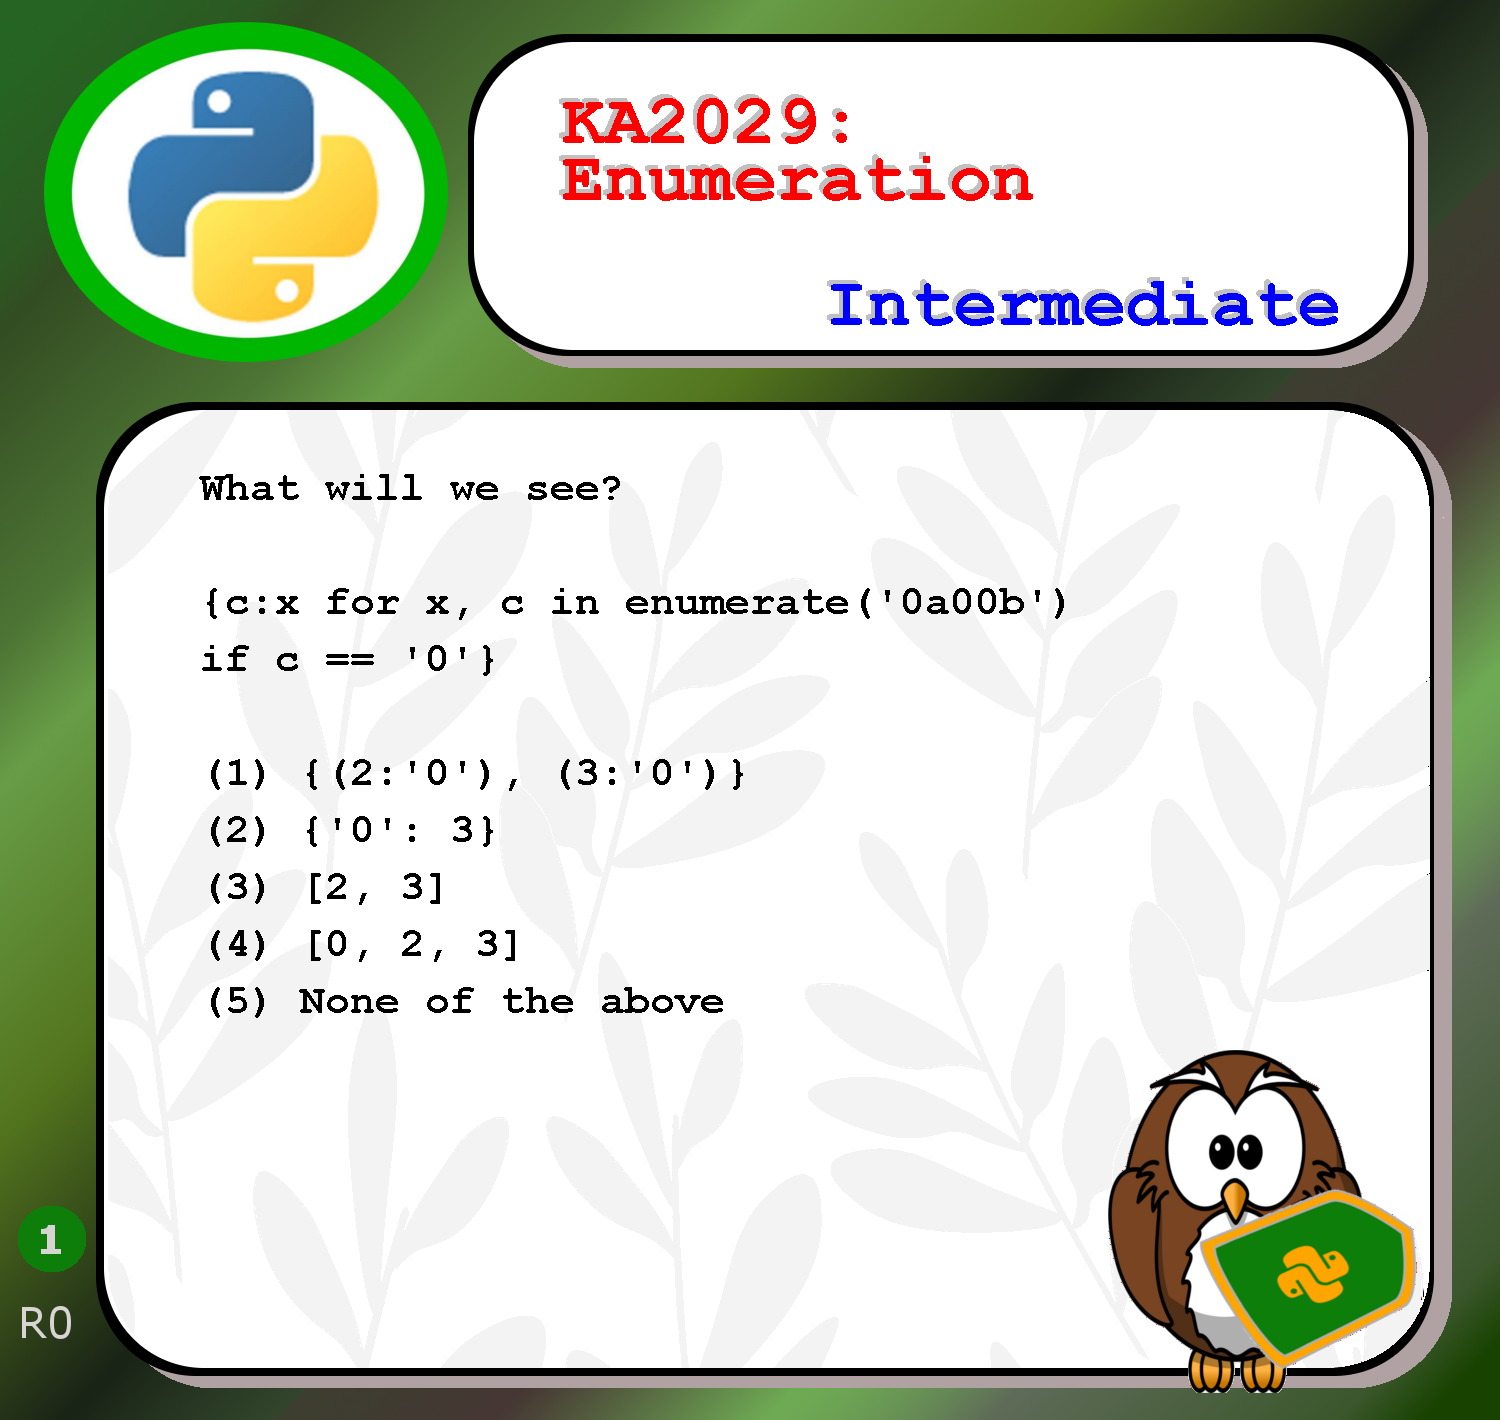 KA2029:
Enumeration
Intermediate
What will we see?
{c:x for x, c in enumerate('0a00b')
if c == '0'}
(1) {(2:'0'), (3:'0')}
(2) {'0': 3}
(3) [2, 3]
(4) [0, 2, 3]
(5) None of the above
1
R0